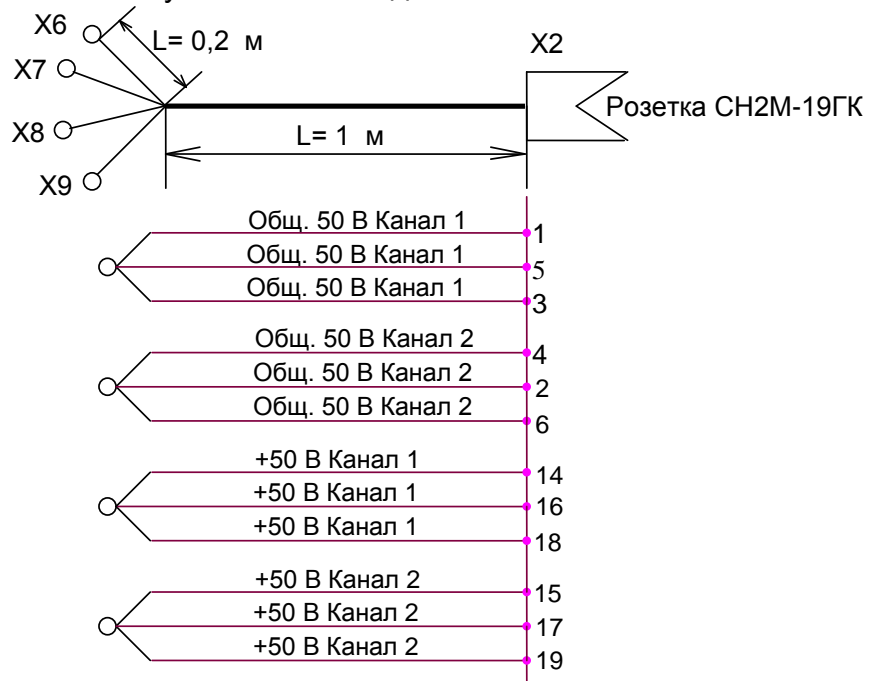 X6
L= 0,2 м
X2
X7
Розетка СН2М-19ГК
X8
L= 1 м
X9
Общ. 50 В Канал 1
1
Общ. 50 В Канал 1
5
Общ. 50 В Канал 1
3
Общ. 50 В Канал 2
4
Общ. 50 В Канал 2
2
Общ. 50 В Канал 2
6
+50 В Канал 1
14
+50 В Канал 1
16
+50 В Канал 1
18
+50 В Канал 2
15
+50 В Канал 2
17
+50 В Канал 2
19